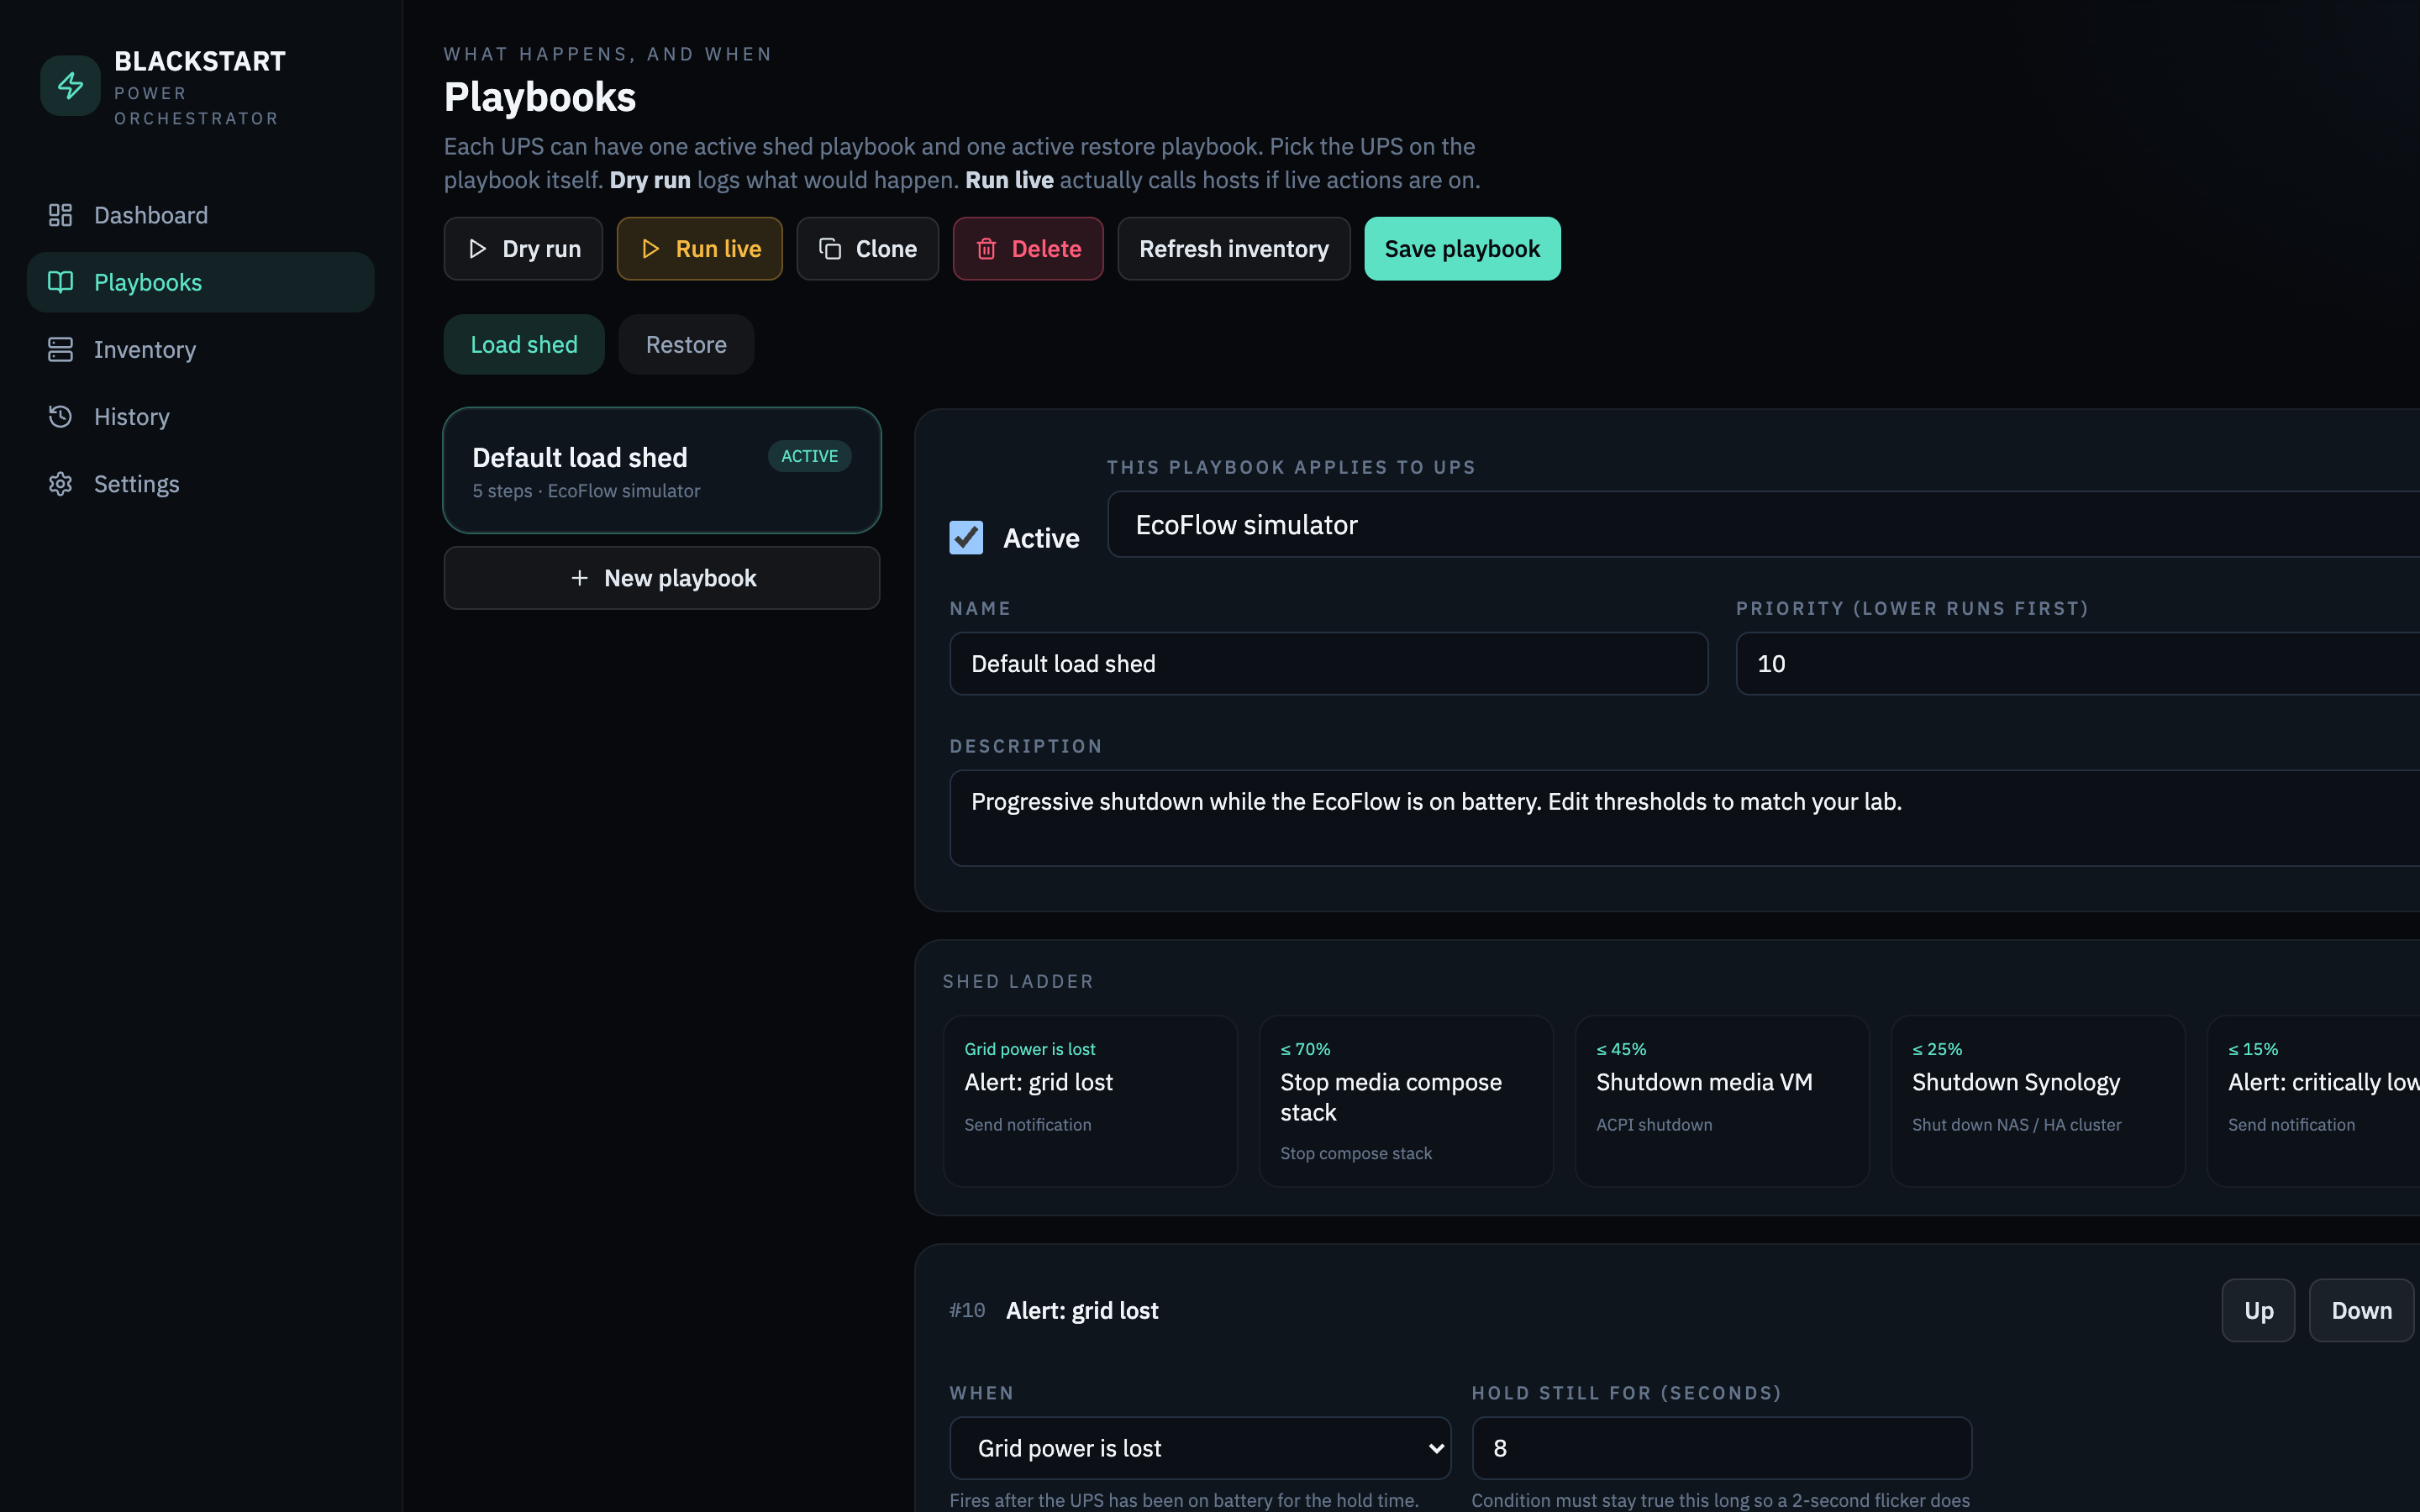 BLACKSTART
POWER
ORCHESTRATOR
Dashboard
Playbooks
Inventory
History
Settings
WHAT HAPPENS, AND WHEN
Playbooks
Each UPS can have one active shed playbook and one active restore playbook. Pick the UPS on the
playbook itself. Dry run logs what would happen. Run live actually calls hosts if live actions are on.
Dry run
Run live
Clone
Delete
Refresh inventory
Save playbook
Load shed
Restore
Default load shed
ACTIVE
5 steps · EcoFlow simulator
New playbook
THIS PLAYBOOK APPLIES TO UPS
Active
EcoFlow simulator
NAME
PRIORITY (LOWER RUNS FIRST)
Default load shed
10
DESCRIPTION
Progressive shutdown while the EcoFlow is on battery. Edit thresholds to match your lab.
SHED LADDER
Grid power is lost
Alert: grid lost
Send notification
≤ 70%
Stop media compose
stack
Stop compose stack
≤ 45%
Shutdown media VM
ACPI shutdown
≤ 25%
Shutdown Synology
Shut down NAS / HA cluster
≤ 15%
Alert: critically low
Send notification
#10 Alert: grid lost
Up
Down
WHEN
HOLD STILL FOR (SECONDS)
Grid power is lost
8
Fires after the UPS has been on battery for the hold time.
Condition must stay true this long so a 2-second flicker does